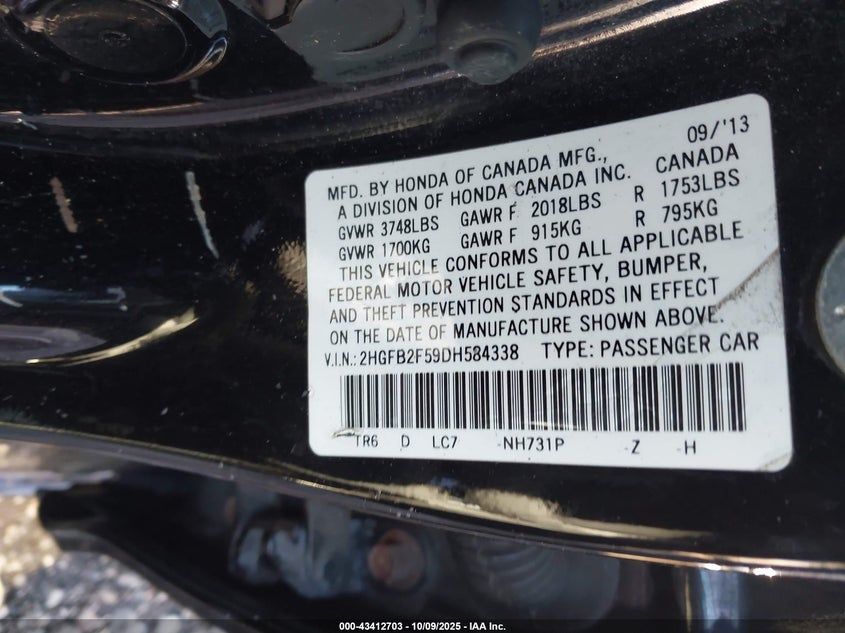 09/'13
MFD. BY HONDA OF CANADA MFG.,
A DIVISION OF HONDA CANADA INC. CANADA
GVWR 3748LBS GAWR F 2018LBS R 1753LBS
GVWR 1700KG GAWR F 915KG R 795KG
THIS VEHICLE CONFORMS TO ALL APPLICABLE
FEDERAL MOTOR VEHICLE SAFETY, BUMPER,
AND THEFT PREVENTION STANDARDS IN EFFECT
ON THE DATE OF MANUFACTURE SHOWN ABOVE.
V.I.N.: 2HGFB2F59DH584338 TYPE: PASSENGER CAR
TR6 D LC7 -NH731P -Z -H
000-43412703 - 10/09/2025 - IAA Inc.